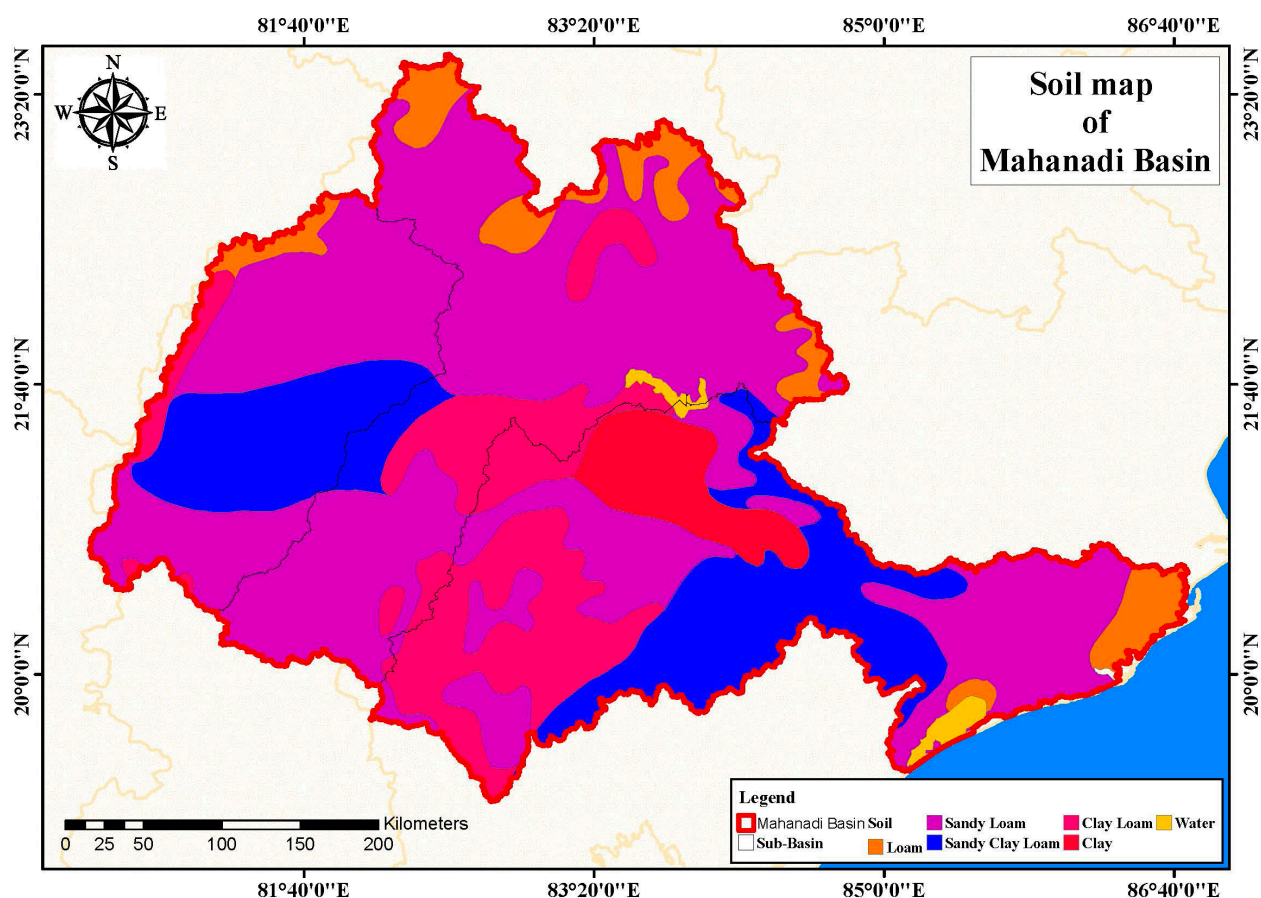 81°40'0"E 83°20'0"E 85°0'0"E 86°40'0"E
23°20'0"N 23°20'0"N
N
W E
S
Soil map
of
Mahanadi Basin
21°40'0"N 21°40'0"N
20°0'0"N 20°0'0"N
Legend
Mahanadi Basin Soil Sandy Loam Clay Loam Water
Sub-Basin Loam Sandy Clay Loam Clay
Kilometers
0 25 50 100 150 200
81°40'0"E 83°20'0"E 85°0'0"E 86°40'0"E